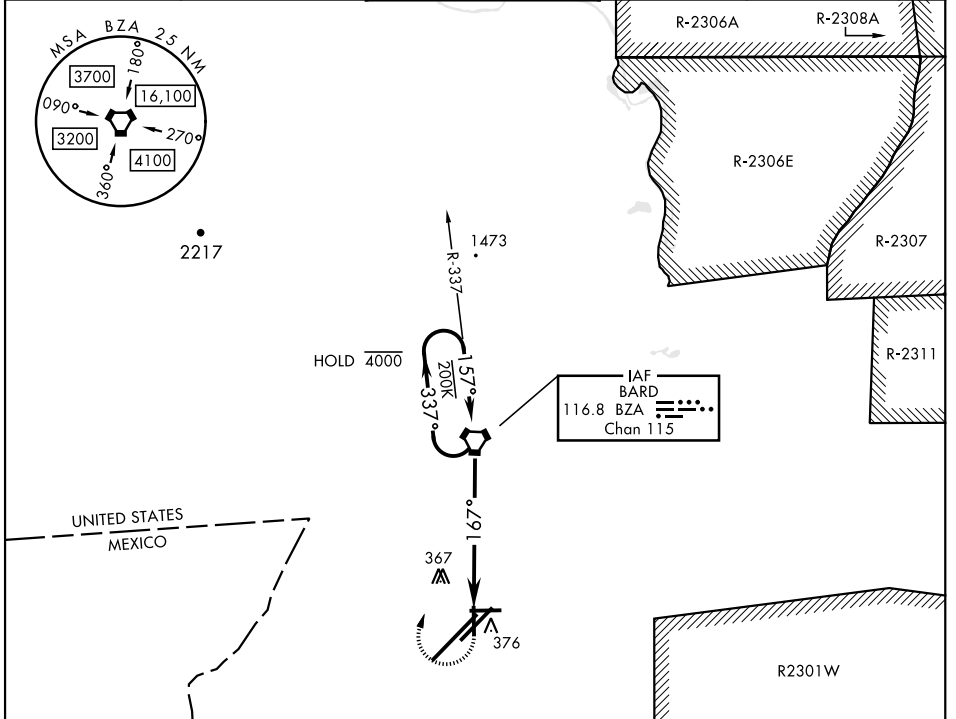 MSA BZA 25 NM
180°
3700
16,100
090°
270°
3200
4100
360°
2217
R-2306A
R-2308A
R-2306E
R-2307
R-2311
1473
R-337
HOLD 4000
200K
157°
337°
IAF
BARD
116.8 BZA
Chan 115
197°
UNITED STATES
MEXICO
367
376
R2301W